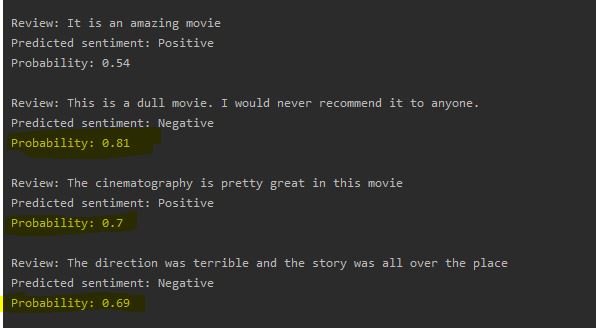 Review: It is an amazing movie
Predicted sentiment: Positive
Probability: 0.54
Review: This is a dull movie. I would never recommend it to anyone.
Predicted sentiment: Negative
Probability: 0.81
Review: The cinematography is pretty great in this movie
Predicted sentiment: Positive
Probability: 0.7
Review: The direction was terrible and the story was all over the place
Predicted sentiment: Negative
Probability: 0.69